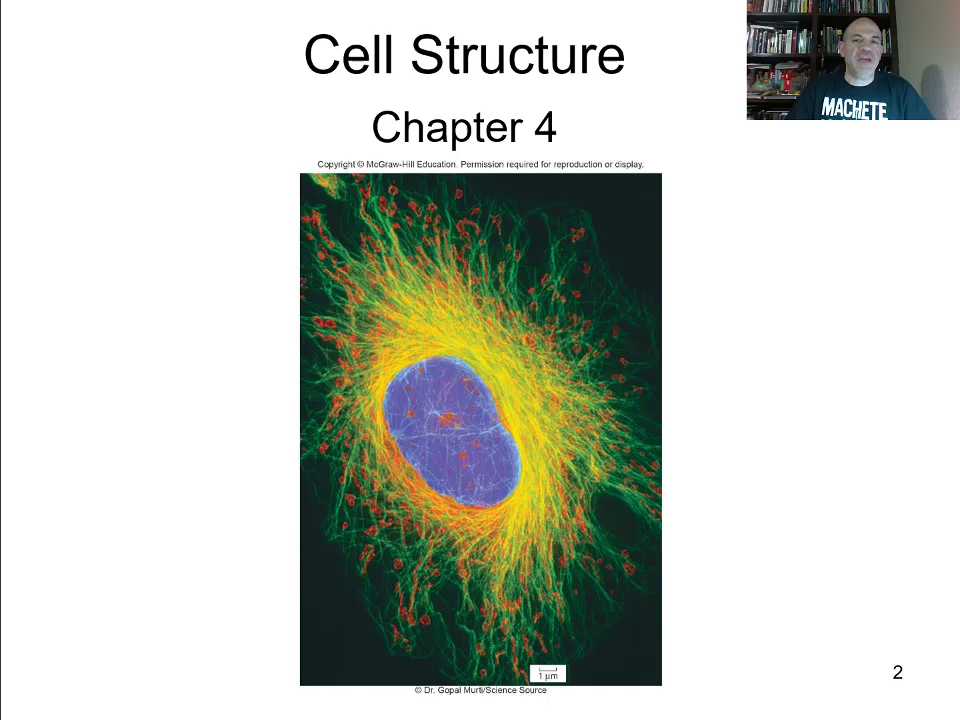 Cell Structure
Chapter 4
Copyright © McGraw-Hill Education. Permission required for reproduction or display.
MACHETE
1 µm
© Dr. Gopal Murti/Science Source
2